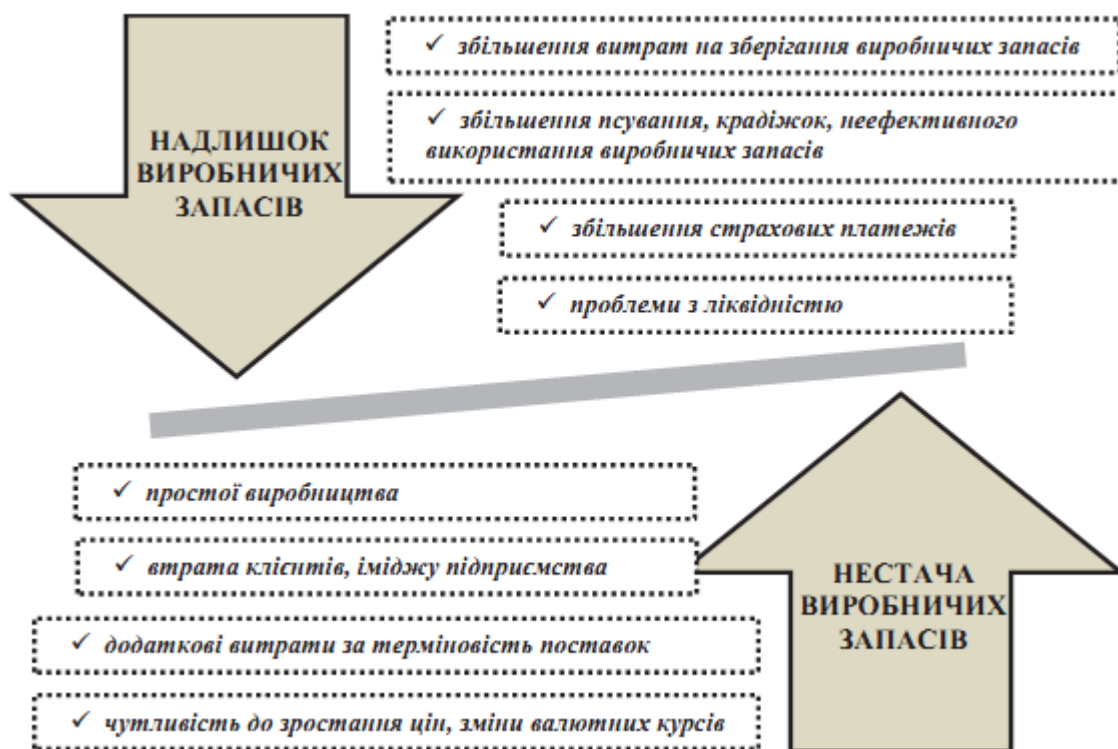 НАДЛИШОК
ВИРОБНИЧИХ
ЗАПАСІВ
✓ збільшення витрат на зберігання виробничих запасів
✓ збільшення псування, крадіжок, неефективного
використання виробничих запасів
✓ збільшення страхових платежів
✓ проблеми з ліквідністю
✓ простої виробництва
✓ втрата клієнтів, іміджу підприємства
✓ додаткові витрати за терміновість поставок
✓ чутливість до зростання цін, зміни валютних курсів
НЕСТАЧА
ВИРОБНИЧИХ
ЗАПАСІВ